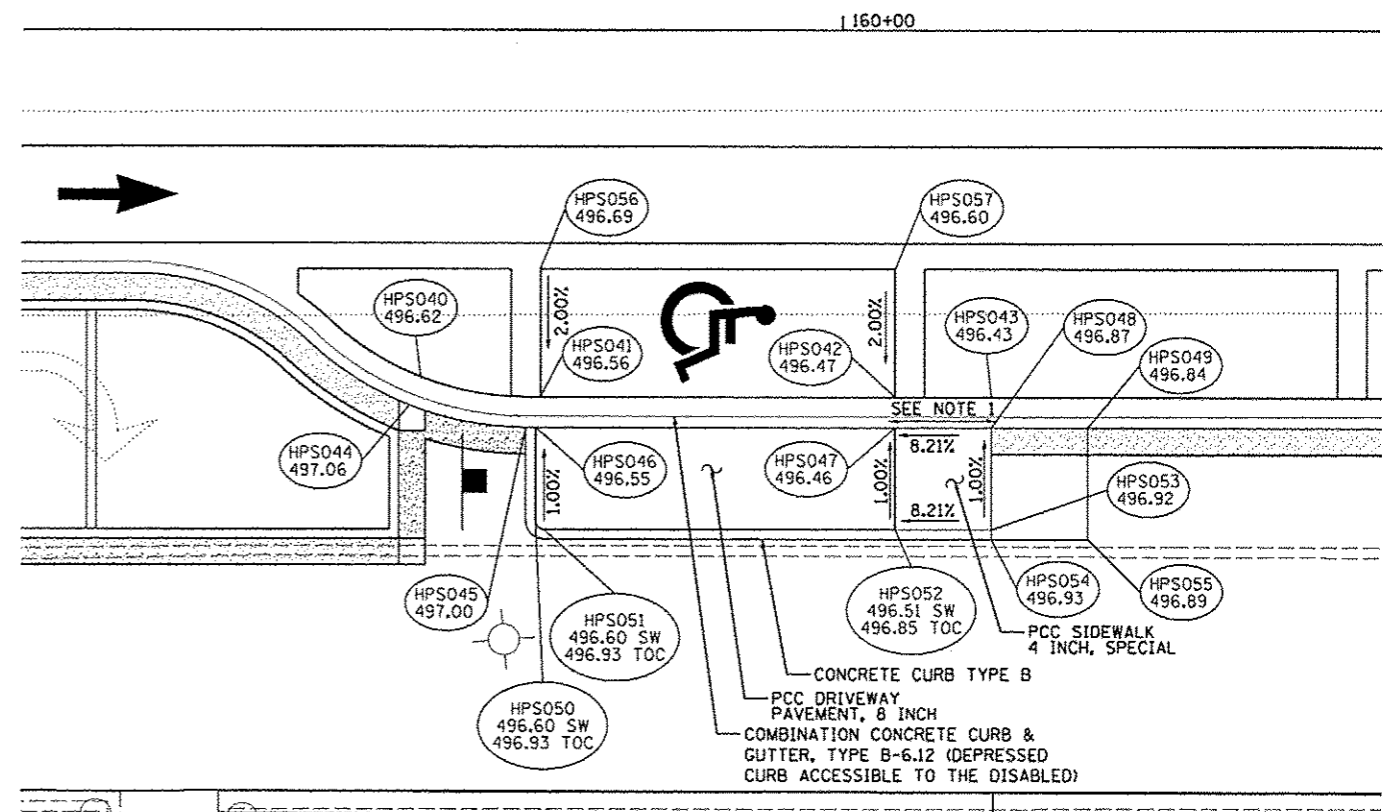 160+00
HPS056
496.69
HPS057
496.60
2.00%
2.00%
HPS040
496.62
HPS041
496.56
HPS042
496.47
HPS043
496.43
HPS048
496.87
HPS049
496.84
SEE NOTE 1
HPS044
497.06
HPS046
496.55
HPS047
496.46
8.21%
1.00%
1.00%
1.00%
8.21%
HPS053
496.92
HPS045
497.00
HPS051
496.60 SW
496.93 TOC
HPS052
496.51 SW
496.85 TOC
HPS054
496.93
HPS055
496.89
HPS050
496.60 SW
496.93 TOC
PCC SIDEWALK
4 INCH, SPECIAL
CONCRETE CURB TYPE B
PCC DRIVEWAY
PAVEMENT, 8 INCH
COMBINATION CONCRETE CURB &
GUTTER, TYPE B-6.12 (DEPRESSED
CURB ACCESSIBLE TO THE DISABLED)